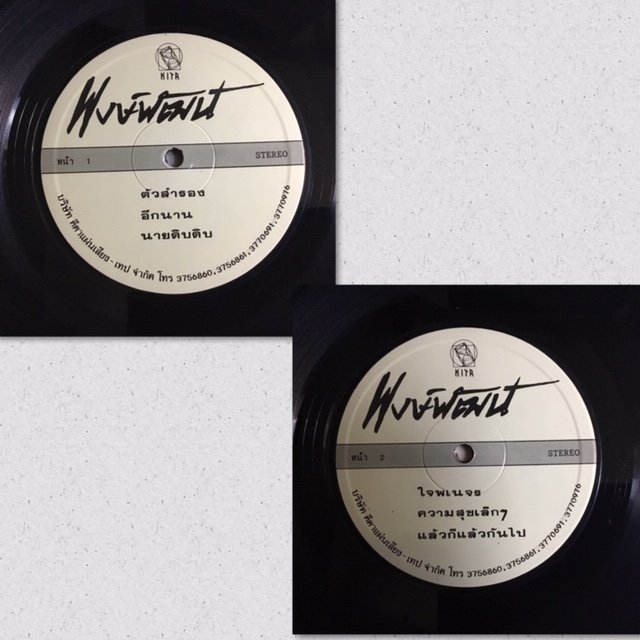 KITA
พงษ์พัฒน์
หน้า 1 STEREO
ตัวสำรอง
อีกนาน
นายดิบดิบ
บริษัท คีตาแผ่นเสียง-เทป จำกัด โทร 3756860, 3756861, 3770691, 3770976
KITA
พงษ์พัฒน์
หน้า 2 STEREO
ใจพเนจร
ความสุขเล็กๆ
แล้วก็แล้วกันไป
บริษัท คีตาแผ่นเสียง-เทป จำกัด โทร 3756860, 3756861, 3770691, 3770976